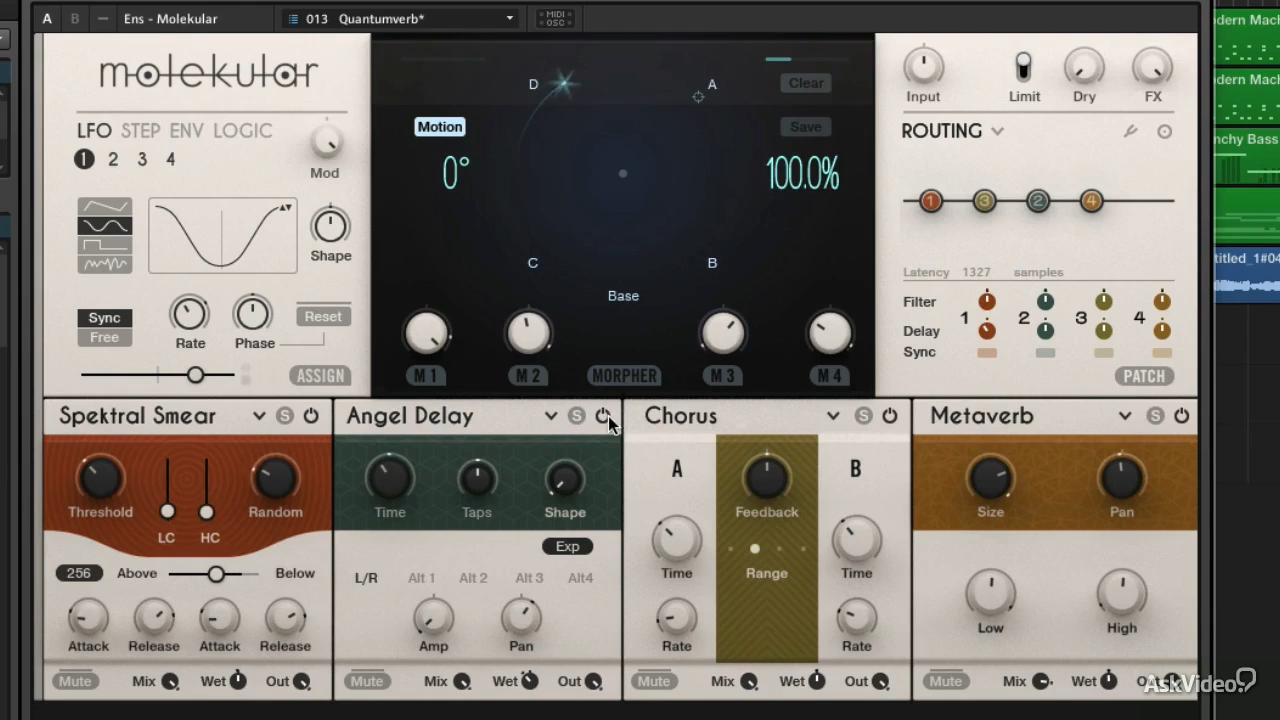 A B Ens - Molekular 013 Quantumverb* MIDI OSC
molekular
LFO STEP ENV LOGIC
1 2 3 4
Mod
Shape
Sync
Free
Rate Phase Reset
ASSIGN
D A
Clear
Motion Save
0° 100.0%
C B
Base
M 1 M 2 MORPHER M 3 M 4
Input Limit Dry FX
ROUTING
1 3 2 4
Latency 1327 samples
Filter
1 2 3 4
Delay
Sync
PATCH
Spektral Smear S
Threshold Random
LC HC
256 Above Below
Attack Release Attack Release
Mute Mix Wet Out
Angel Delay S
Time Taps Shape
Exp
L/R Alt 1 Alt 2 Alt 3 Alt4
Amp Pan
Mute Mix Wet Out
Chorus S
A Feedback B
Time Range Time
Rate Rate
Mute Mix Wet Out
Metaverb S
Size Pan
Low High
Mute Mix Wet
AskVideo
dern Mach
dern Mach
nchy Bass
titled_1#04